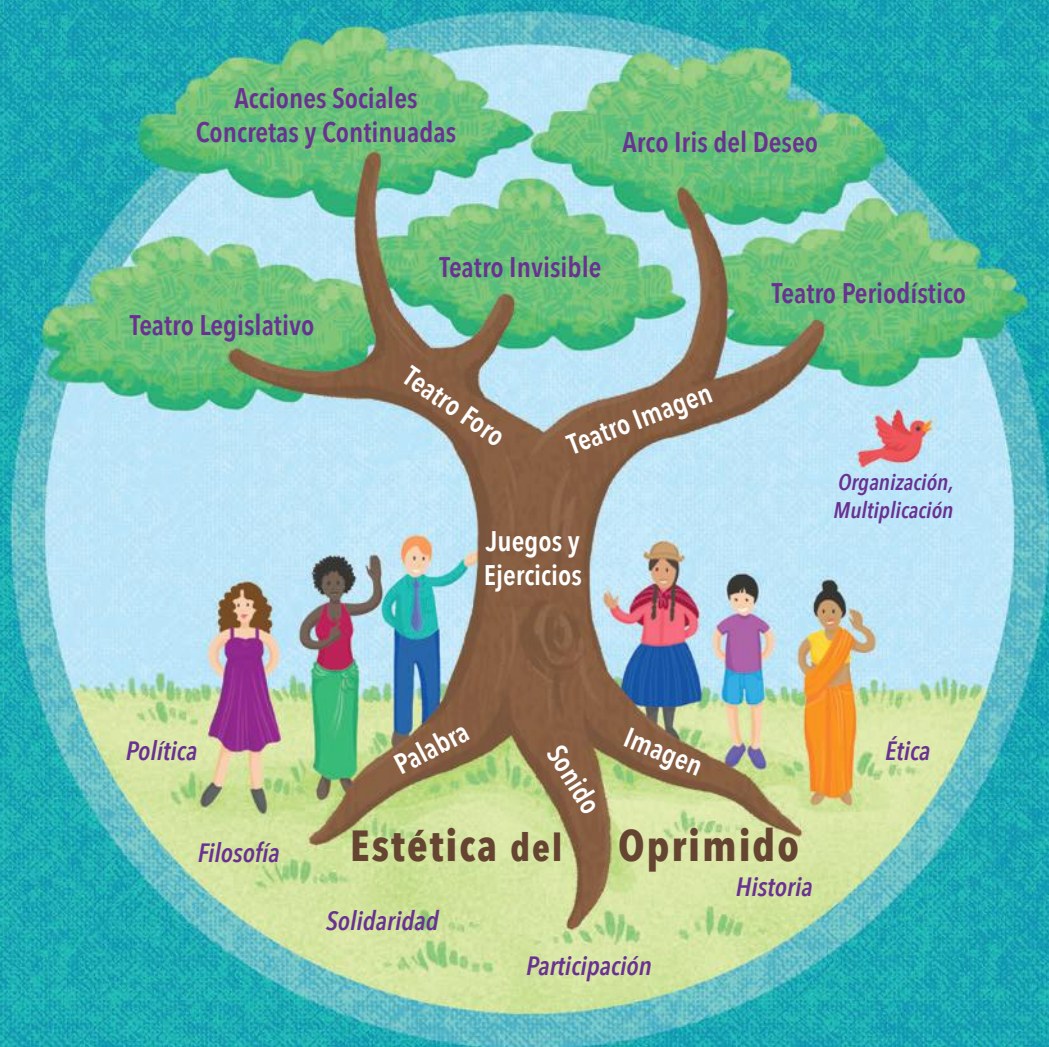 Acciones Sociales
Concretas y Continuadas
Arco Iris del Deseo
Teatro Invisible
Teatro Periodístico
Teatro Legislativo
Teatro Foro
Teatro Imagen
Organización,
Multiplicación
Juegos y
Ejercicios
Palabra
Sonido
Imagen
Política
Ética
Estética del Oprimido
Filosofía
Historia
Solidaridad
Participación